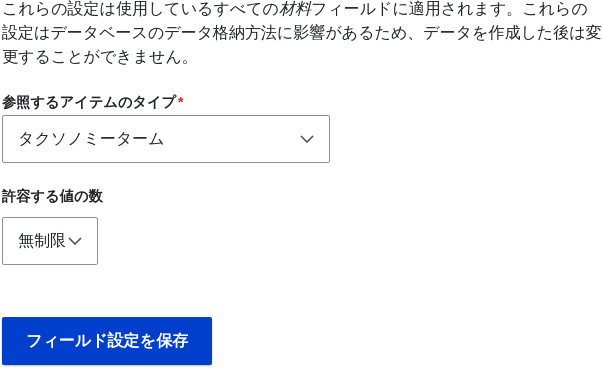 これらの設定は使用しているすべての材料フィールドに適用されます。これらの
設定はデータベースのデータ格納方法に影響があるため、データを作成した後は変
更することができません。
参照するアイテムのタイプ*
タクソノミーターム
許容する値の数
無制限
フィールド設定を保存